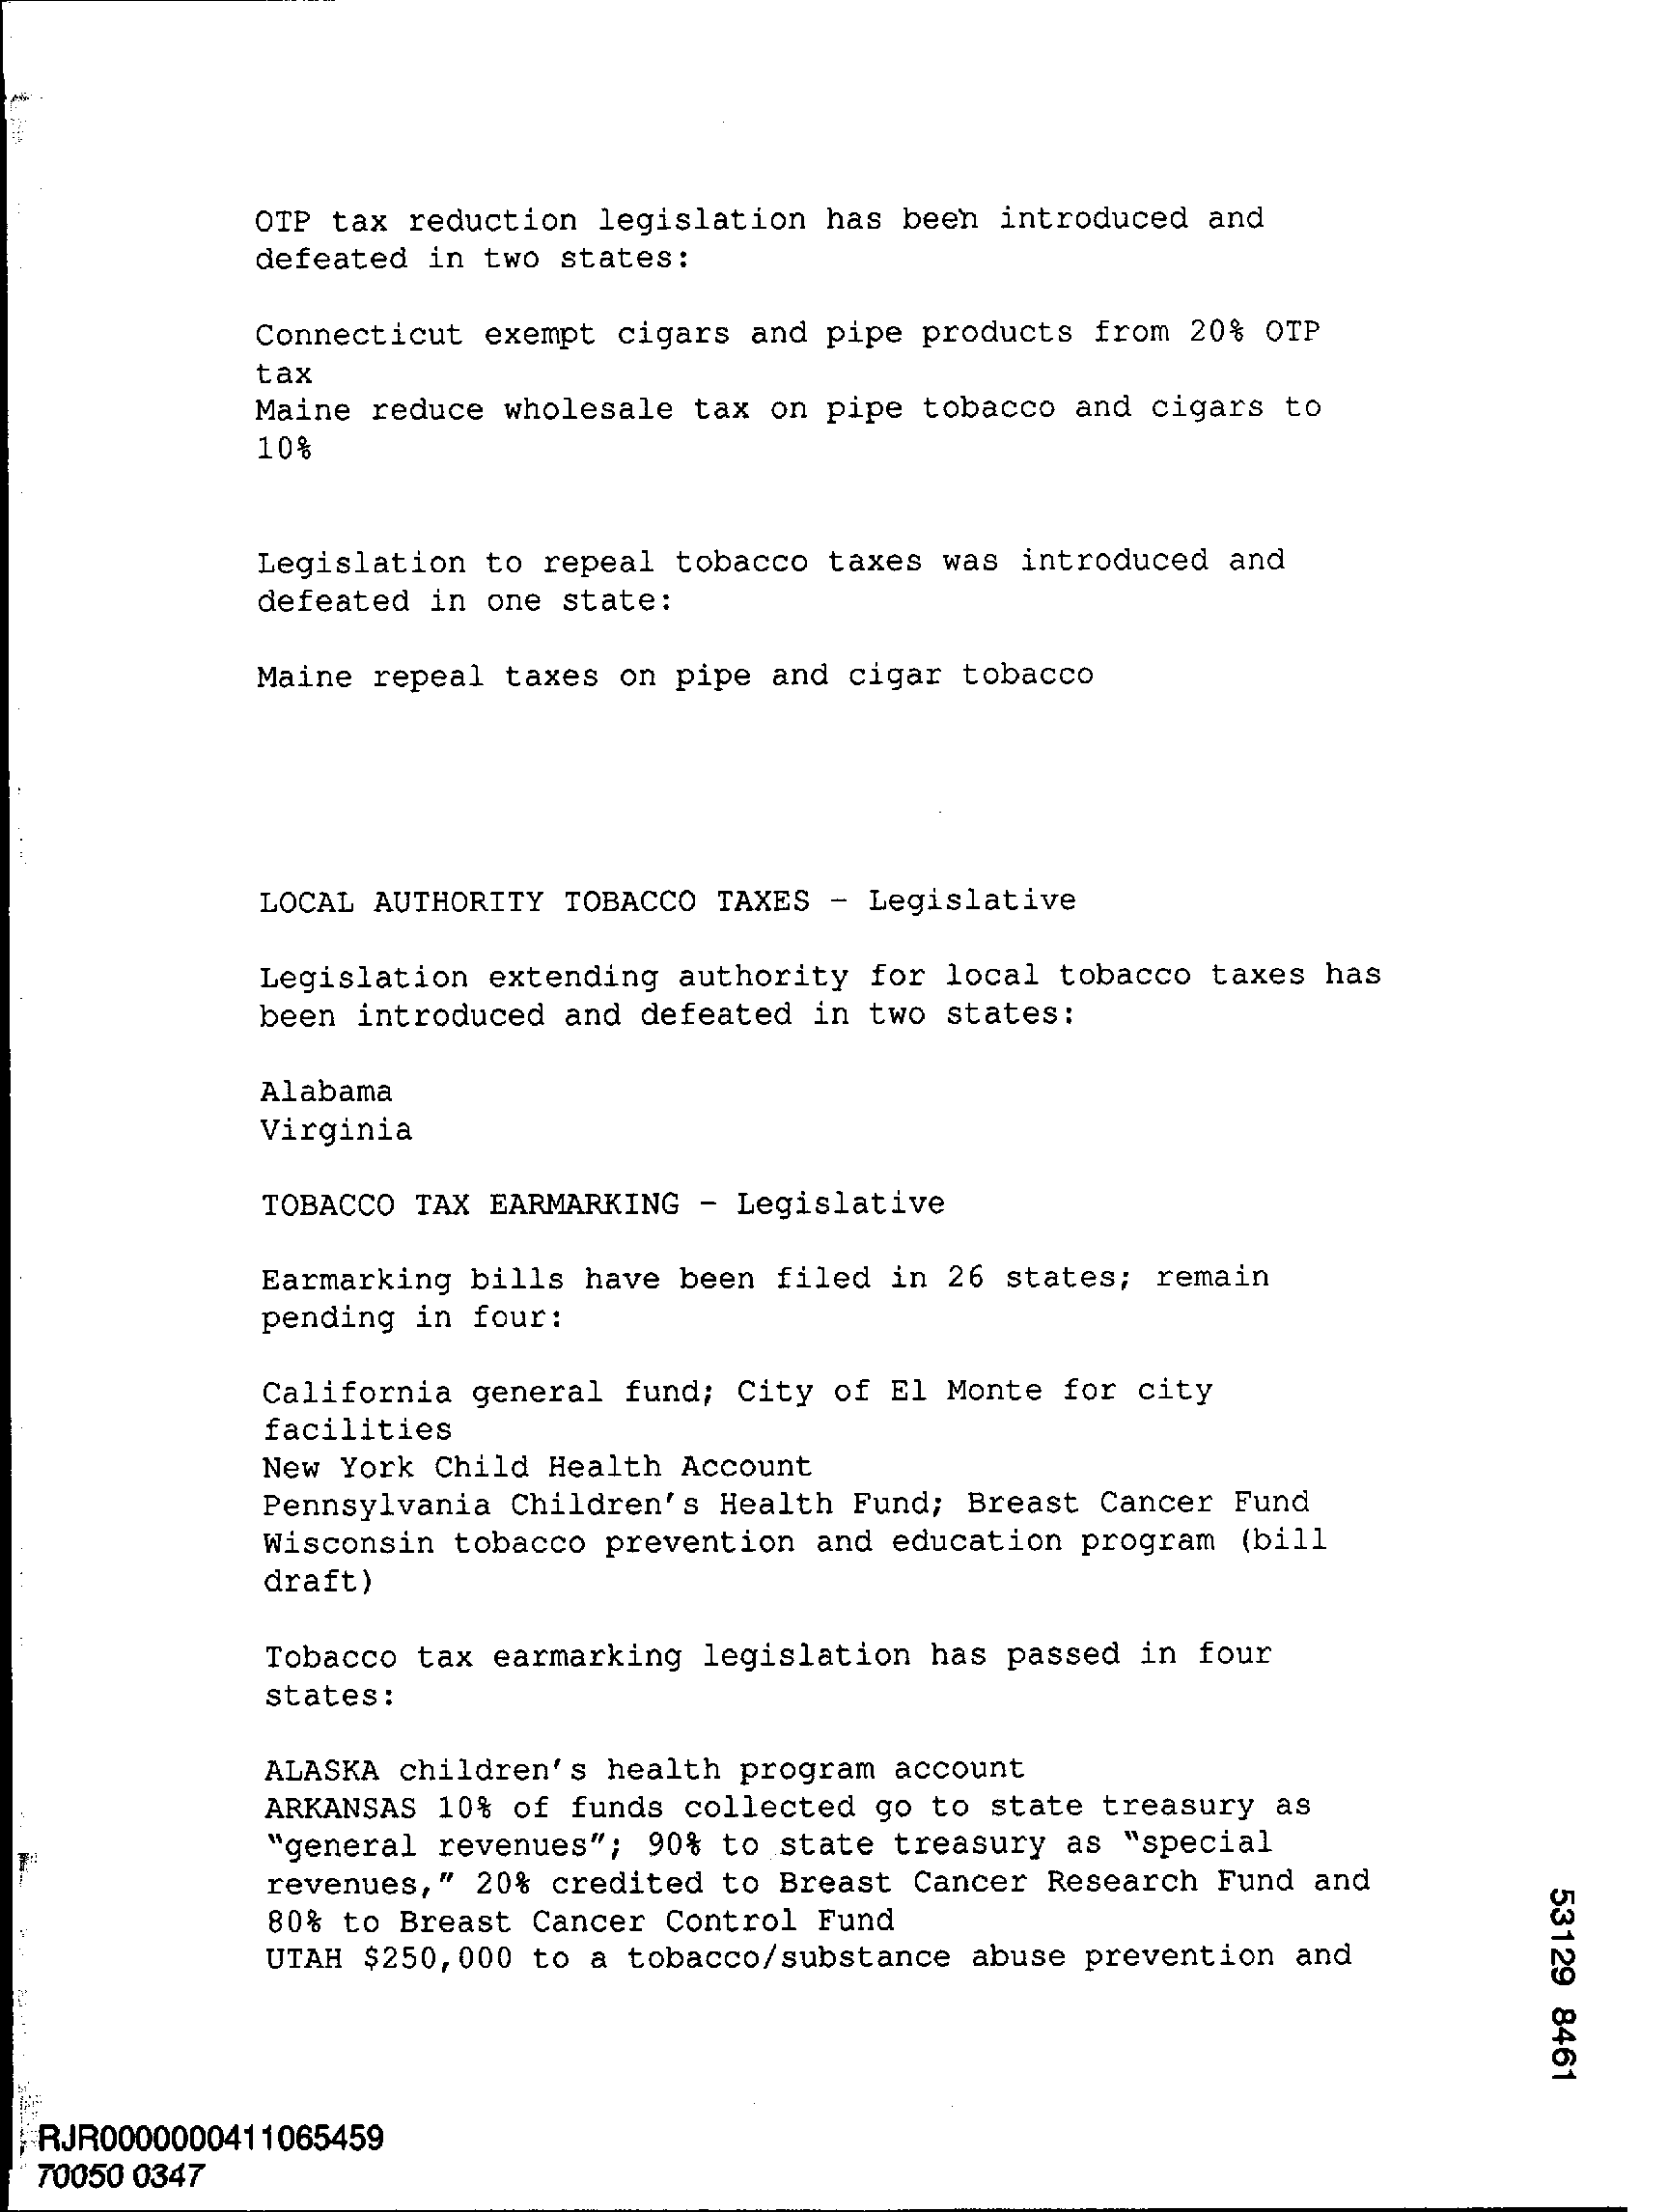 OTP tax reduction legislation has been introduced and
defeated in two states:
Connecticut exempt cigars and pipe products from 20% OTP
tax
Maine reduce wholesale tax on pipe tobacco and cigars to
10%
Legislation to repeal tobacco taxes was introduced and
defeated in one state:
Maine repeal taxes on pipe and cigar tobacco
LOCAL AUTHORITY TOBACCO TAXES - Legislative
Legislation extending authority for local tobacco taxes has
been introduced and defeated in two states:
Alabama
Virginia
TOBACCO TAX EARMARKING - Legislative
Earmarking bills have been filed in 26 states; remain
pending in four:
California general fund; City of El Monte for city
facilities
New York Child Health Account
Pennsylvania Children's Health Fund; Breast Cancer Fund
Wisconsin tobacco prevention and education program (bill
draft)
Tobacco tax earmarking legislation has passed in four
states:
ALASKA children's health program account
ARKANSAS 10% of funds collected go to state treasury as
"general revenues"; 90% to state treasury as "special
revenues," 20% credited to Breast Cancer Research Fund and
80% to Breast Cancer Control Fund
UTAH $250,000 to a tobacco/substance abuse prevention and
53129 8461
RJR0000000411065459
70050 0347